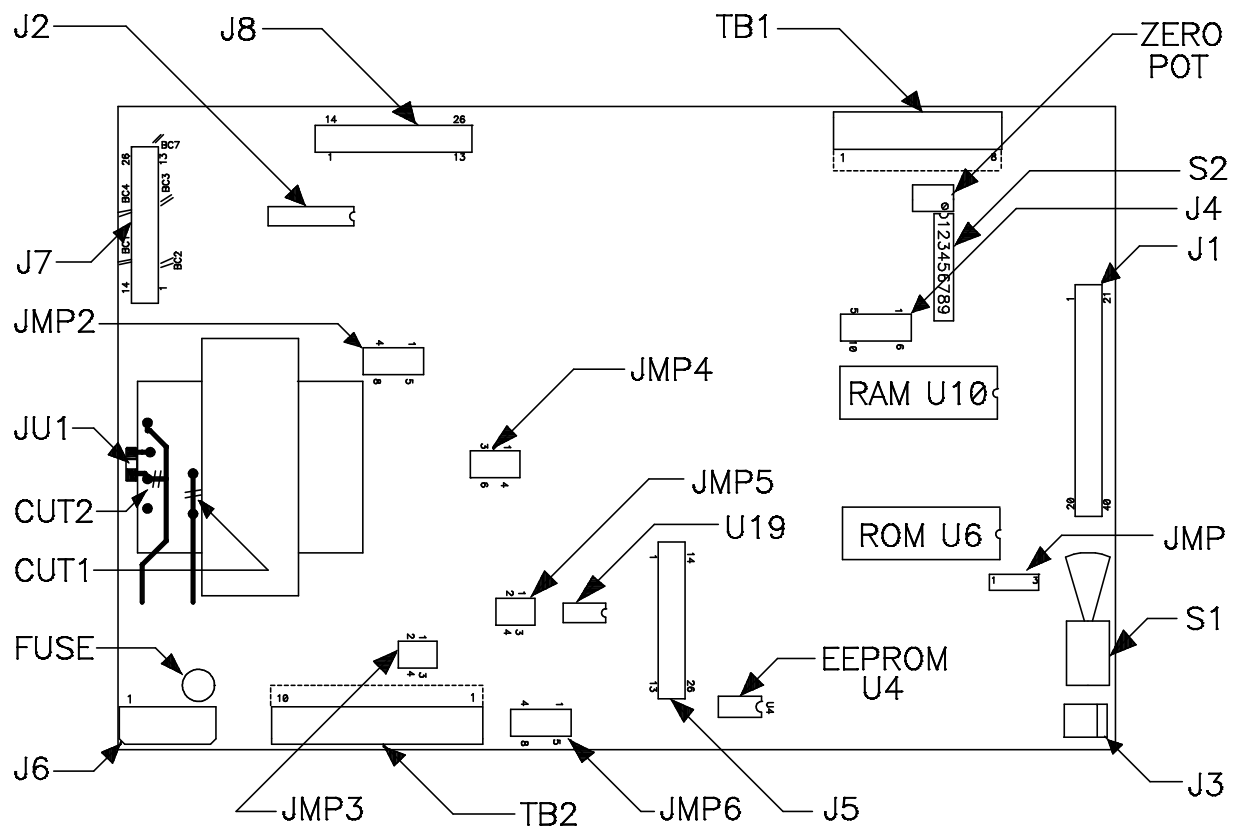 J2
J8
TB1
ZERO
POT
14 26
1 13
BC7
26 13
BC4 BC3
BC1 BC2
14 1
1 8
S2
J4
J1
0
123456789
J7
1 21
5 1
10 6
JMP2
4 1
8 5
JMP4
RAM U10
JU1
3 1
6 4
JMP5
CUT2
20 40
U19
ROM U6
JMP
1 14
1 3
CUT1
2 1
4 3
S1
FUSE
2 1
4 3
EEPROM
U4
13 26
1
10 1
4 1
U4
8 5
J6
J3
JMP3
TB2
JMP6
J5